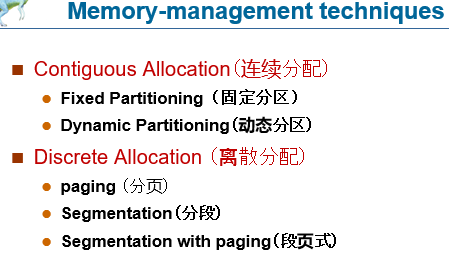 Memory-management techniques
Contiguous Allocation(连续分配)
Fixed Partitioning（固定分区）
Dynamic Partitioning(动态分区)
Discrete Allocation（离散分配）
paging（分页）
Segmentation(分段)
Segmentation with paging(段页式)